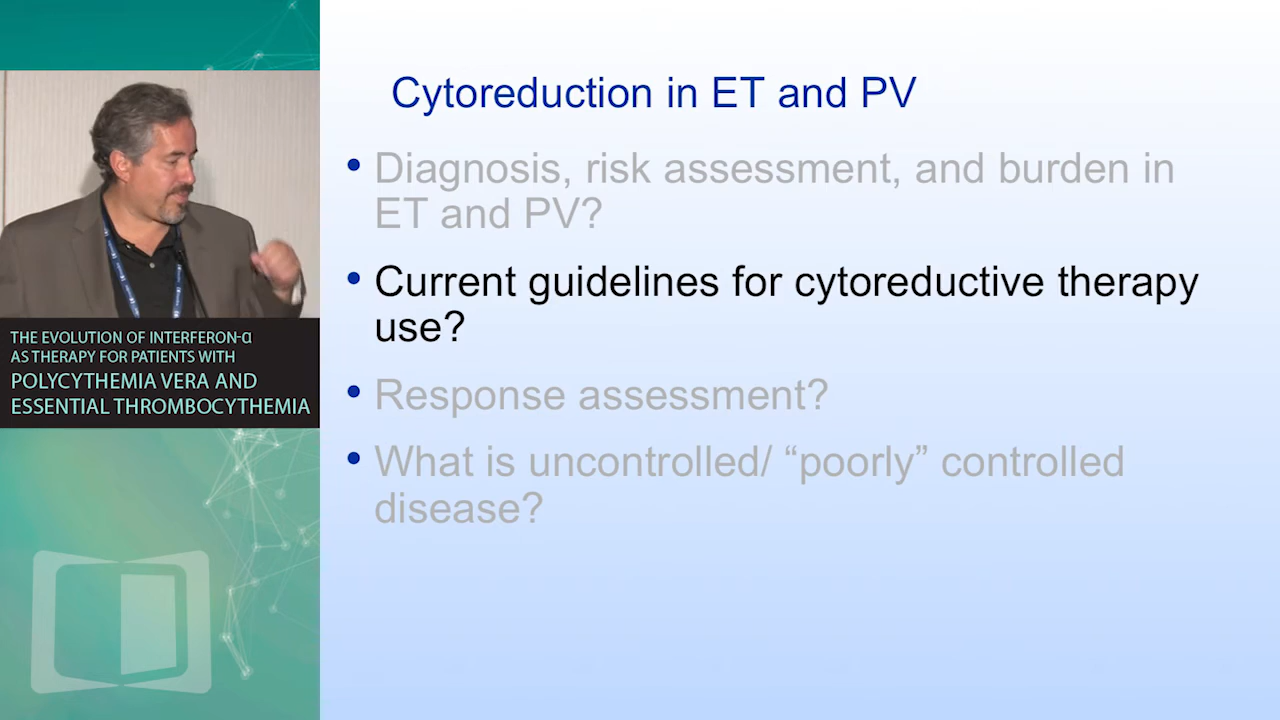 THE EVOLUTION OF INTERFERON-α
AS THERAPY FOR PATIENTS WITH
POLYCYTHEMIA VERA AND
ESSENTIAL THROMBOCYTHEMIA
Cytoreduction in ET and PV
• Diagnosis, risk assessment, and burden in
ET and PV?
• Current guidelines for cytoreductive therapy
use?
• Response assessment?
• What is uncontrolled/ “poorly” controlled
disease?